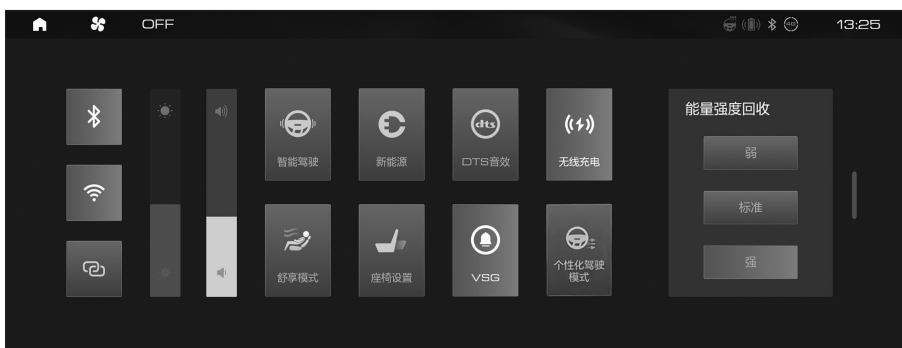 OFF
13:25
智能驾驶
新能源
dts
DTS音效
无线充电
舒享模式
座椅设置
VSG
个性化驾驶
模式
能量强度回收
弱
标准
强